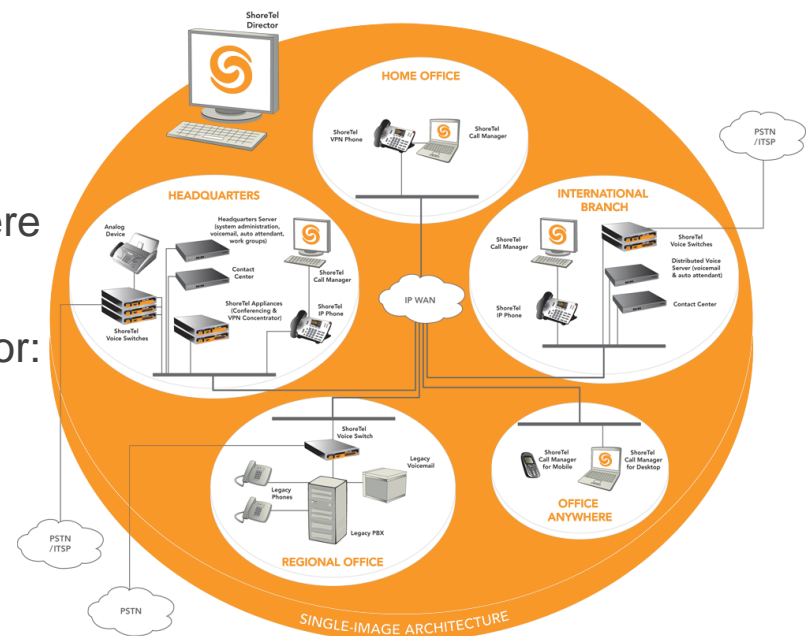 ShoreTel
Director
HOME OFFICE
ShoreTel
VPN Phone
ShoreTel
Call Manager
PSTN
/ITSP
ere
or:
HEADQUARTERS
Analog
Device
Headquarters Server
(system administration,
voicemail, auto attendant,
work groups)
Contact
Center
ShoreTel
Call Manager
ShoreTel Appliances
(Conferencing &
VPN Concentrator)
ShoreTel
IP Phone
ShoreTel
Voice Switches
IP WAN
INTERNATIONAL
BRANCH
ShoreTel
Call Manager
ShoreTel
Voice Switches
Distributed Voice
Server (voicemail
& auto attendant)
ShoreTel
IP Phone
Contact Center
ShoreTel
Voice Switch
Legacy
Voicemail
Legacy
Phones
Legacy PBX
REGIONAL OFFICE
ShoreTel
Call Manager
for Mobile
ShoreTel
Call Manager
for Desktop
OFFICE
ANYWHERE
PSTN
/ITSP
PSTN
SINGLE-IMAGE ARCHITECTURE